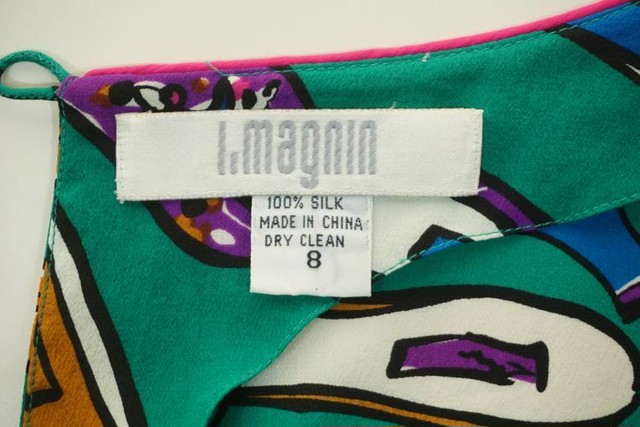 I.magnin
100% SILK
MADE IN CHINA
DRY CLEAN
8